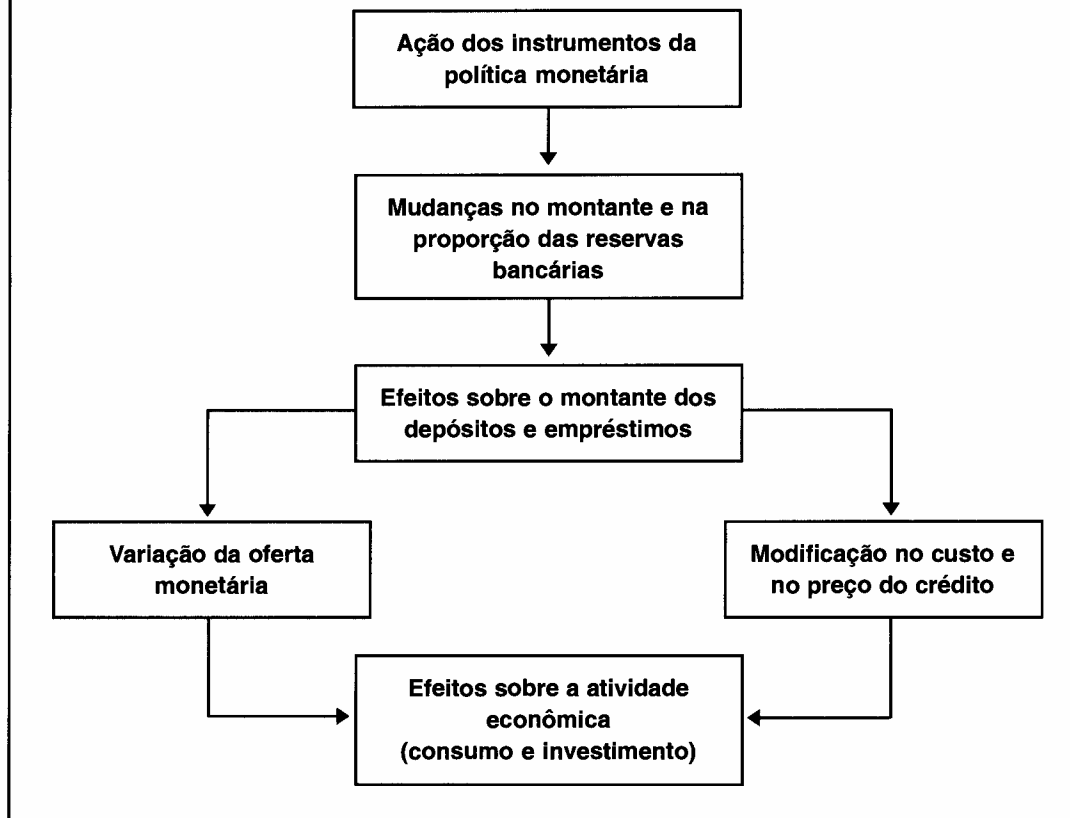 Ação dos instrumentos da
política monetária
Mudanças no montante e na
proporção das reservas
bancárias
Efeitos sobre o montante dos
depósitos e empréstimos
Variação da oferta
monetária
Modificação no custo e
no preço do crédito
Efeitos sobre a atividade
econômica
(consumo e investimento)